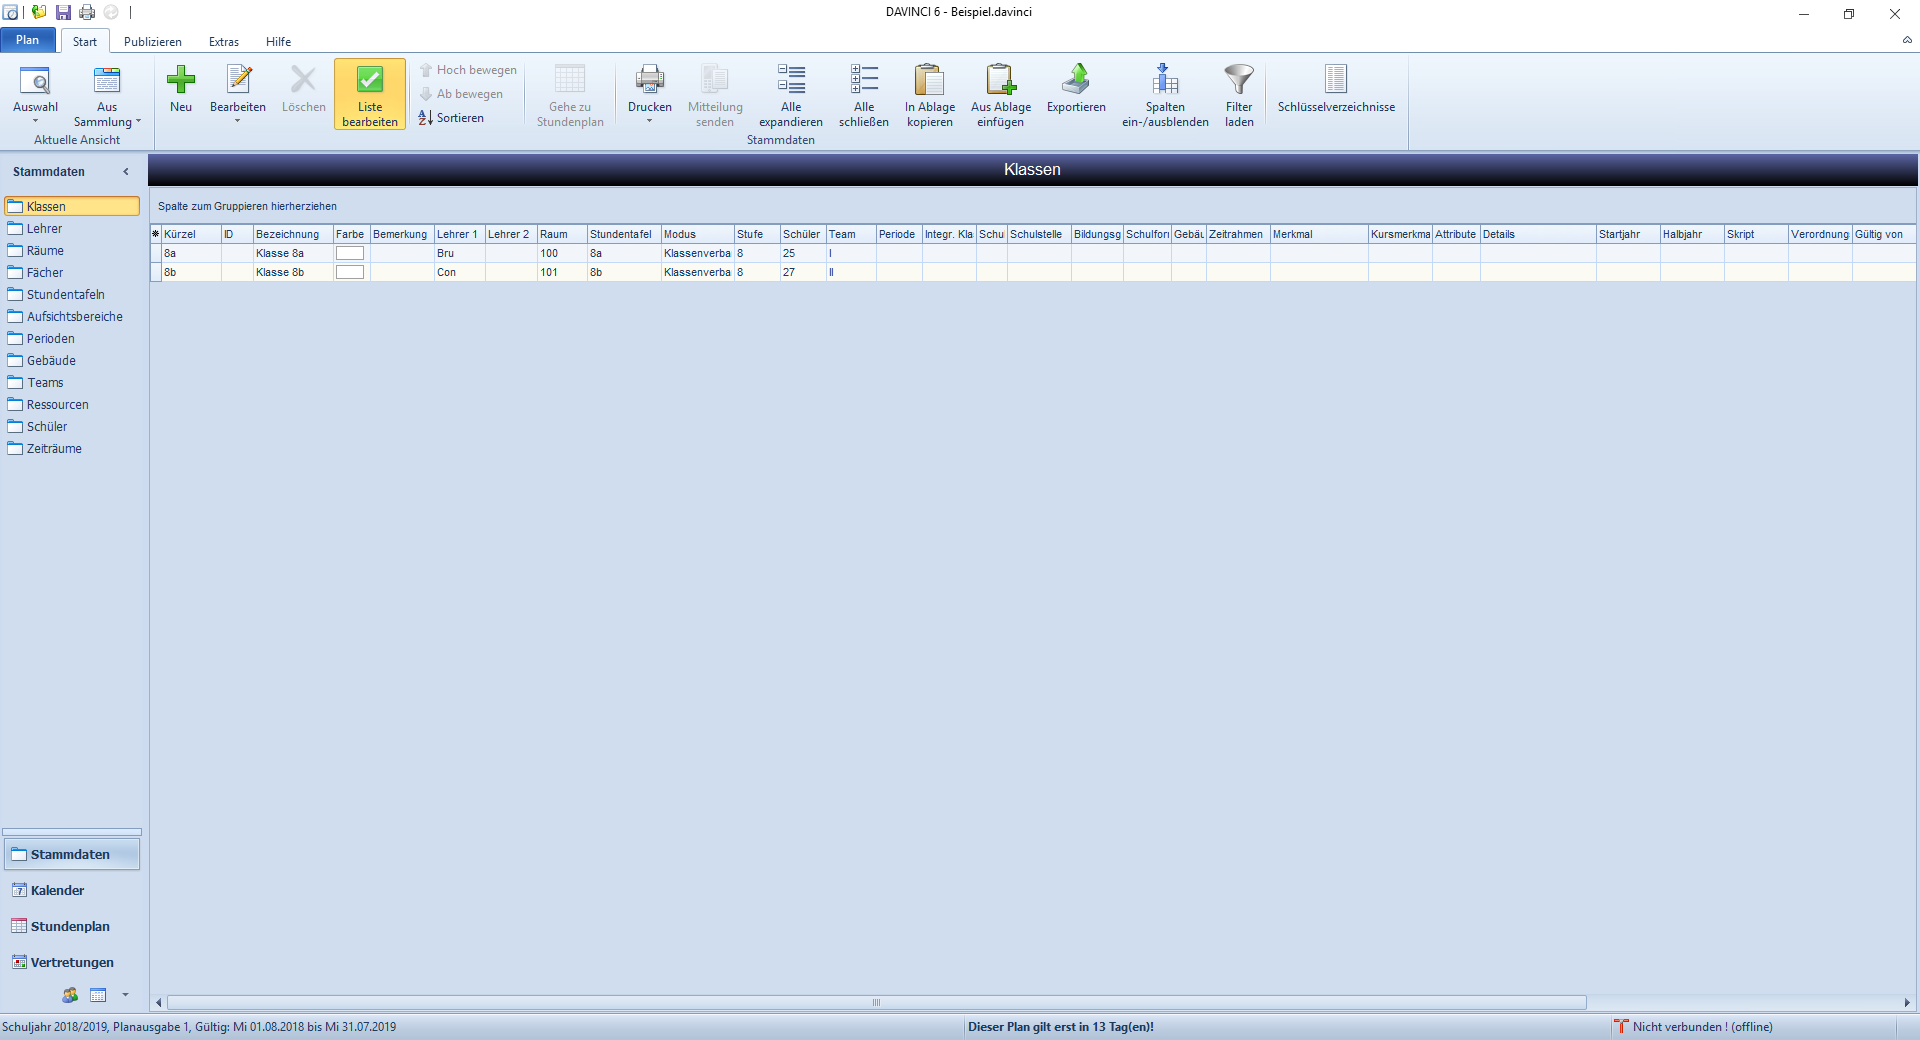 DAVINCI 6 - Beispiel.davinci
Plan Start Publizieren Extras Hilfe
Auswahl
Aus Sammlung
Aktuelle Ansicht
Neu
Bearbeiten
Löschen
Liste bearbeiten
Hoch bewegen
Ab bewegen
Sortieren
Gehe zu Stundenplan
Drucken
Mitteilung senden
Alle expandieren
Alle schließen
In Ablage kopieren
Aus Ablage einfügen
Exportieren
Spalten ein-/ausblenden
Filter laden
Stammdaten
Schlüsselverzeichnisse
Stammdaten
Klassen
Lehrer
Räume
Fächer
Stundentafeln
Aufsichtsbereiche
Perioden
Gebäude
Teams
Ressourcen
Schüler
Zeiträume
Stammdaten
Kalender
Stundenplan
Vertretungen
Klassen
Spalte zum Gruppieren hierherziehen
Kürzel ID Bezeichnung Farbe Bemerkung Lehrer 1 Lehrer 2 Raum Stundentafel Modus Stufe Schüler Team Periode Integr. Kla Schul Schulstelle Bildungsg Schulform Gebäu Zeitrahmen Merkmal Kursmerkma Attribute Details Startjahr Halbjahr Skript Verordnung Gültig von
8a Klasse 8a Bru 100 8a Klassenverba 8 25 I
8b Klasse 8b Con 101 8b Klassenverba 8 27 II
Schuljahr 2018/2019, Planausgabe 1, Gültig: Mi 01.08.2018 bis Mi 31.07.2019
Dieser Plan gilt erst in 13 Tag(en)!
Nicht verbunden ! (offline)